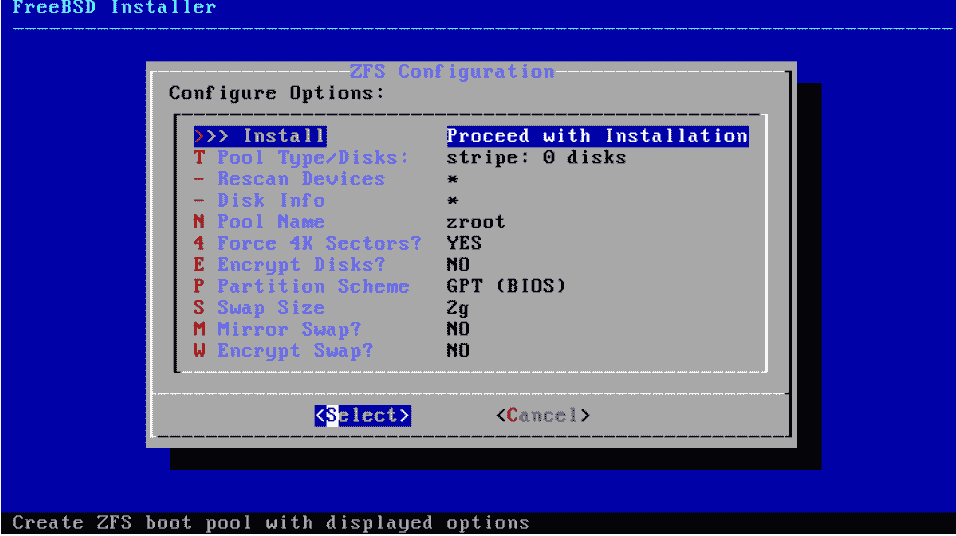 FreeBSD Installer
ZFS Configuration
Configure Options:
>>> Install Proceed with Installation
T Pool Type/Disks: stripe: 0 disks
- Rescan Devices *
- Disk Info *
N Pool Name zroot
4 Force 4K Sectors? YES
E Encrypt Disks? NO
P Partition Scheme GPT (BIOS)
S Swap Size 2g
M Mirror Swap? NO
W Encrypt Swap? NO
<Select> <Cancel>
Create ZFS boot pool with displayed options